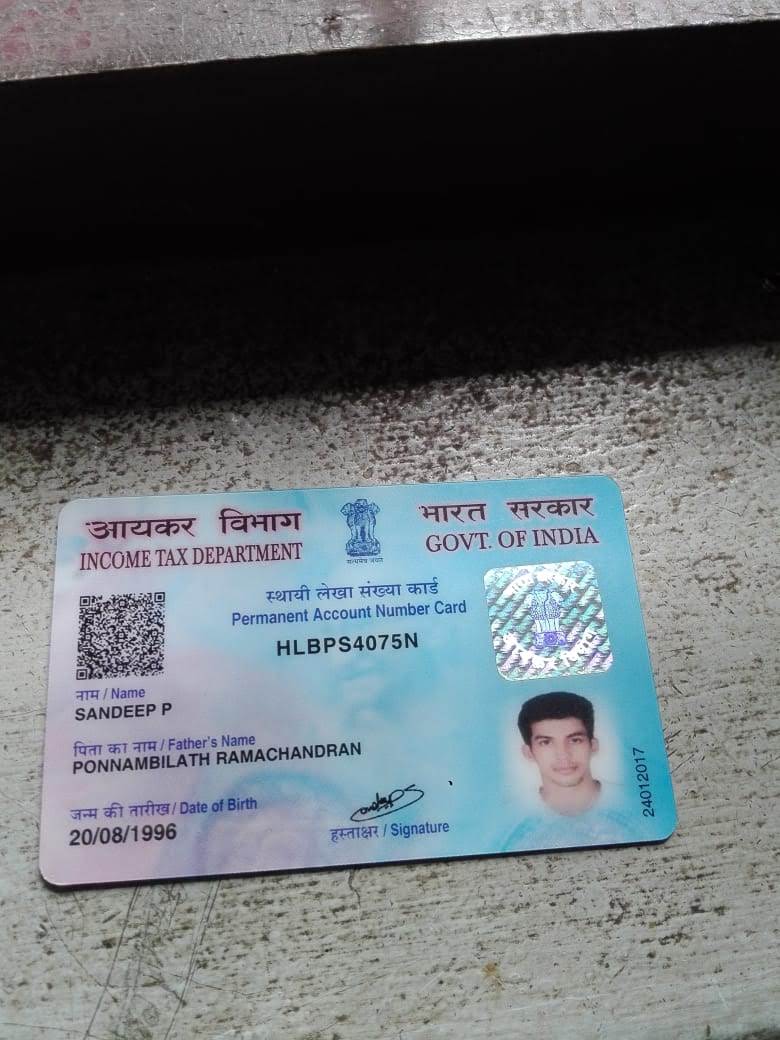 आयकर विभाग
INCOME TAX DEPARTMENT
सत्यमेव जयते
भारत सरकार
GOVT. OF INDIA
स्थायी लेखा संख्या कार्ड
Permanent Account Number Card
HLBPS4075N
नाम / Name
SANDEEP P
पिता का नाम / Father's Name
PONNAMBILATH RAMACHANDRAN
जन्म की तारीख / Date of Birth
20/08/1996
हस्ताक्षर / Signature
24012017